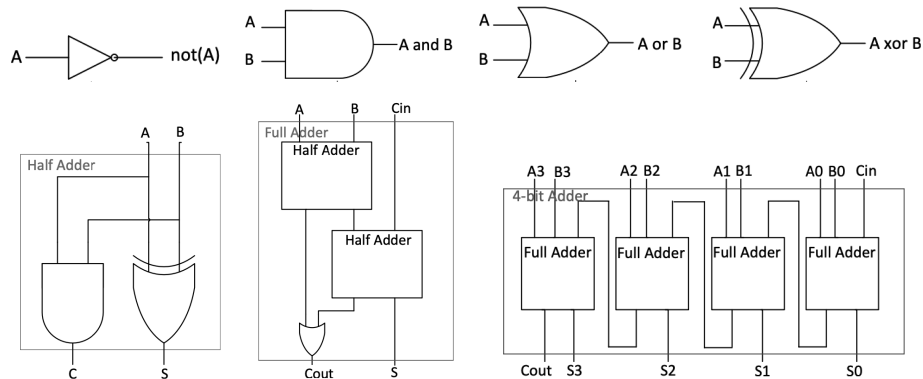 A not(A)
A
B
A and B
A
B
A or B
A
B
A xor B
A B
Half Adder
C S
A B Cin
Full Adder
Half Adder
Half Adder
Cout S
A3 B3 A2 B2 A1 B1 A0 B0 Cin
4-bit Adder
Full Adder Full Adder Full Adder Full Adder
Cout S3 S2 S1 S0